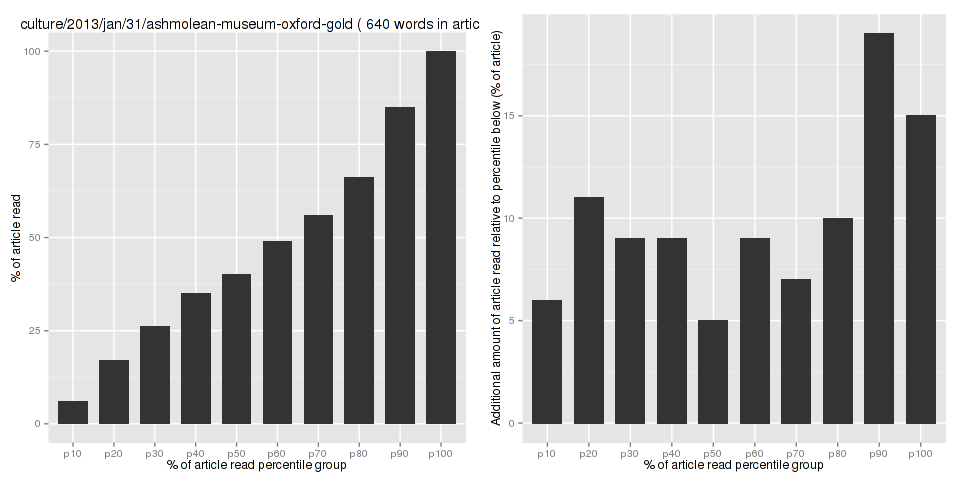 culture/2013/jan/31/ashmolean-museum-oxford-gold ( 640 words in artic
% of article read
100
75
50
25
0
p10 p20 p30 p40 p50 p60 p70 p80 p90 p100
% of article read percentile group
Additional amount of article read relative to percentile below (% of article)
15
10
5
0
p10 p20 p30 p40 p50 p60 p70 p80 p90 p100
% of article read percentile group